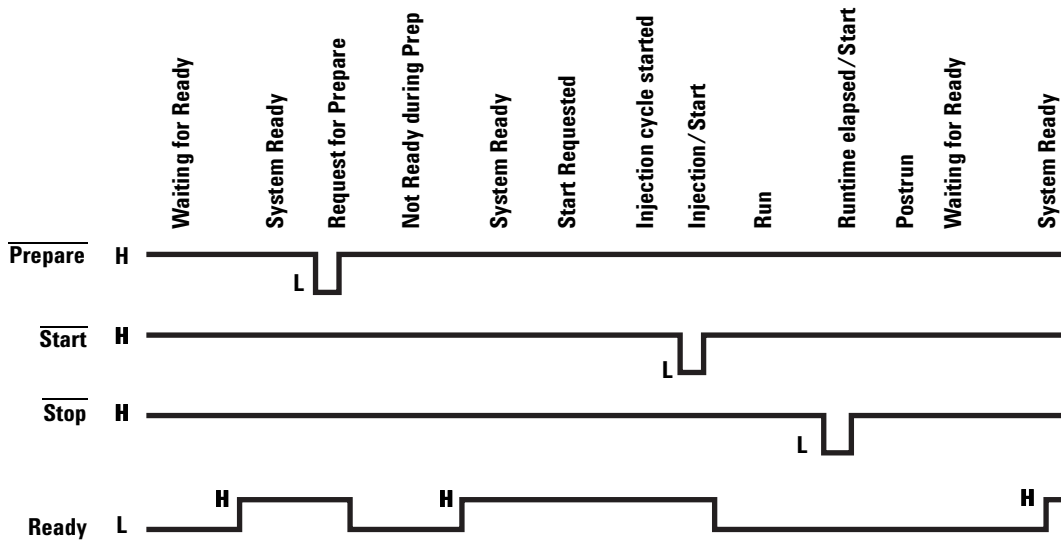 Waiting for Ready
System Ready
Request for Prepare
Not Ready during Prep
System Ready
Start Requested
Injection cycle started
Injection/Start
Run
Runtime elapsed/Start
Postrun
Waiting for Ready
System Ready
Prepare H
L
Start H
L
Stop H
L
H H H
Ready L